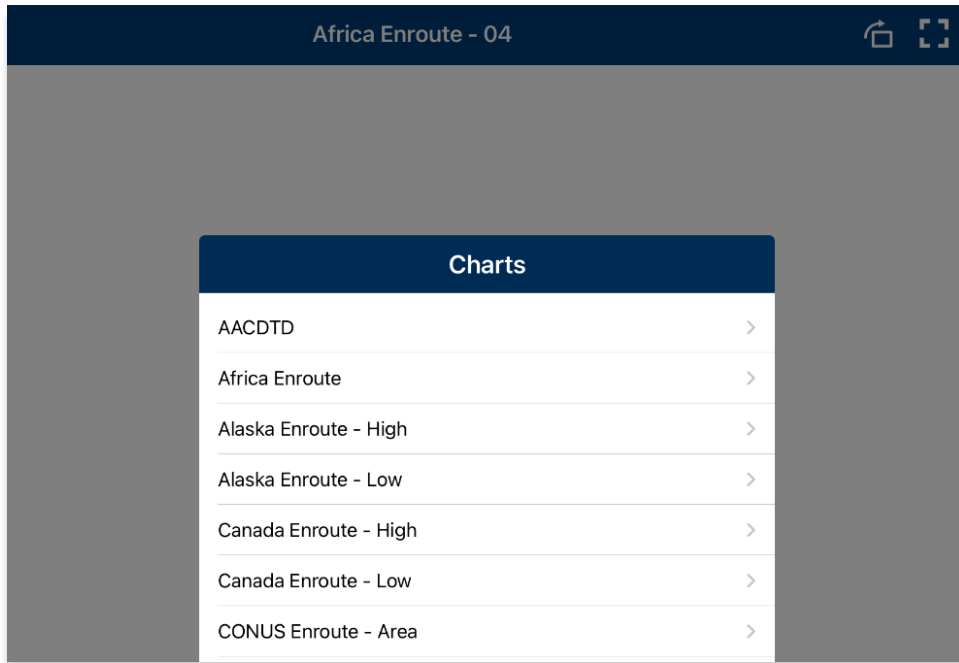 Africa Enroute - 04
Charts
AACDTD
Africa Enroute
Alaska Enroute - High
Alaska Enroute - Low
Canada Enroute - High
Canada Enroute - Low
CONUS Enroute - Area